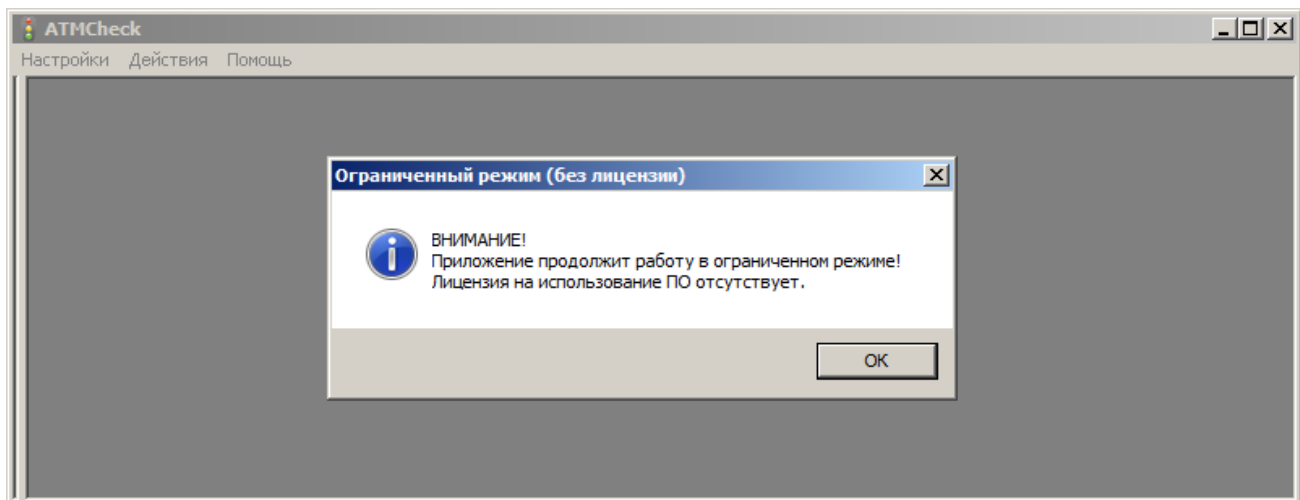 ATMCheck
Настройки Действия Помощь
Ограниченный режим (без лицензии)
ВНИМАНИЕ!
Приложение продолжит работу в ограниченном режиме!
Лицензия на использование ПО отсутствует.
ОК